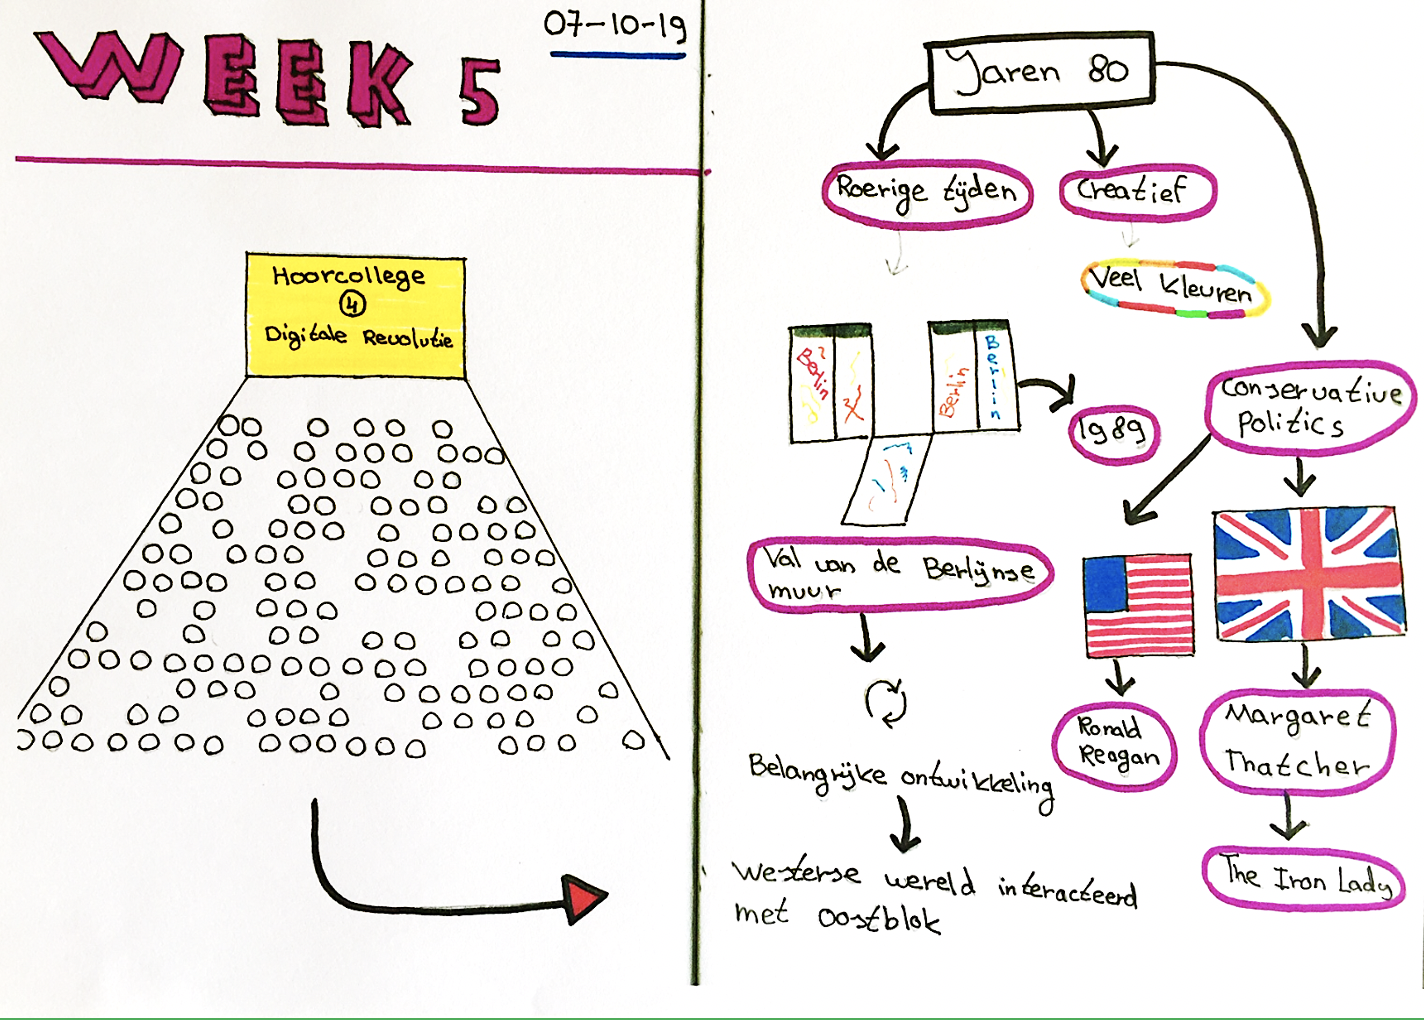 WEEK 5
07-10-19
Hoorcollege
4
Digitale Revolutie
Jaren 80
Roerige tijden
Creatief
Veel kleuren
Berlin
Berlin
Berlin
1989
Conservative
Politics
Val van de Berlijnse
muur
Ronald
Reagan
Margaret
Thatcher
The Iron Lady
Belangrijke ontwikkeling
Westerse wereld interacteerd
met Oostblok